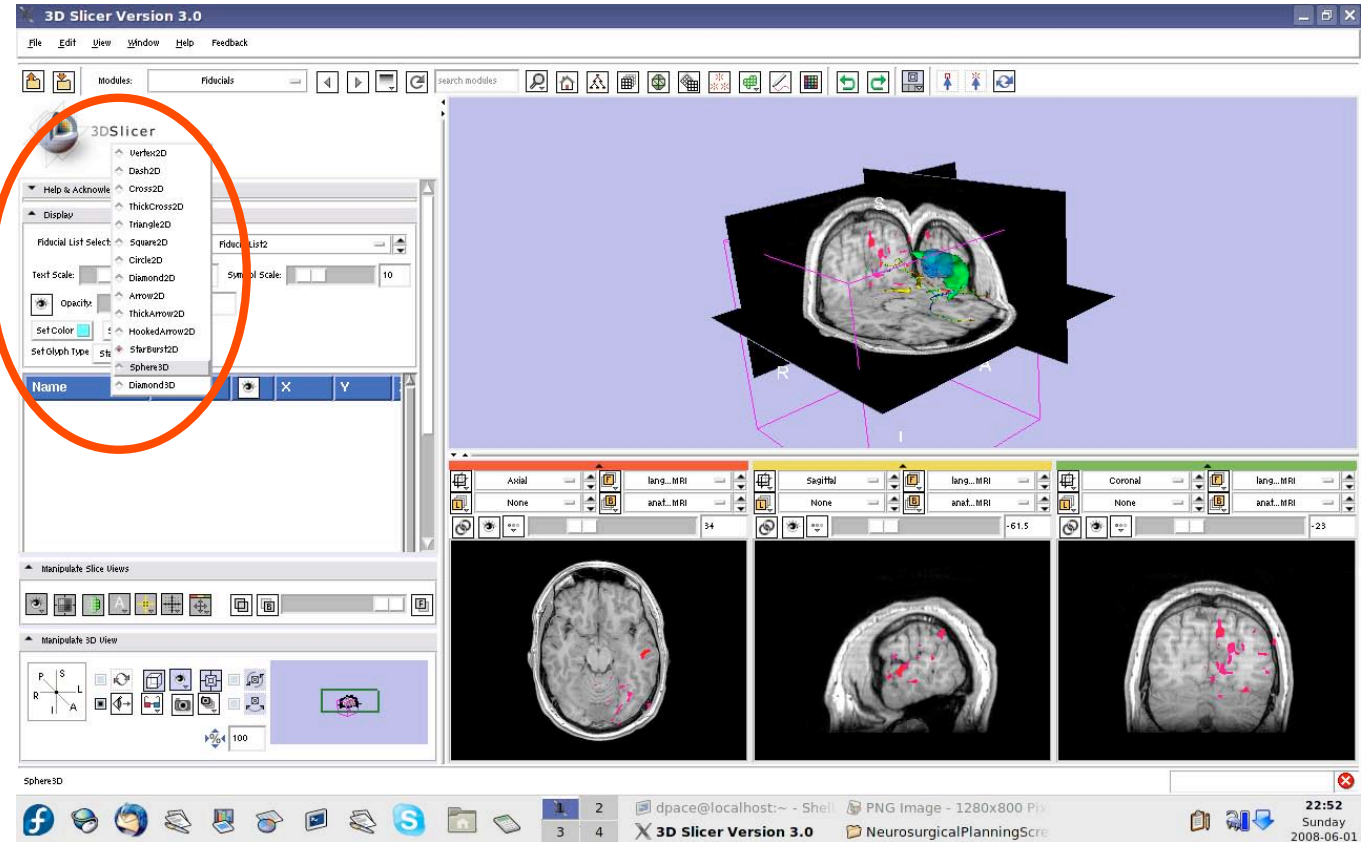 3D Slicer Version 3.0
File Edit View Window Help Feedback
Modules: Fiducials search modules
3DSlicer
Vertex2D
Dash2D
Help & Acknowle Cross2D
ThickCross2D
Display
Triangle2D
Fiducial List Select Square2D FiducialList2
Circle2D
Text Scale: Diamond2D Symbol Scale: 10
Arrow2D
Opacity: ThickArrow2D
Set Color HookedArrow2D
Set Glyph Type Sta StarBurst2D
Sphere3D
Name Diamond3D X Y
S
R A
I
Axial lang...MRI Sagittal lang...MRI Coronal lang...MRI
None anat...MRI None anat...MRI None anat...MRI
34 -61.5 -23
Manipulate Slice Views
Manipulate 3D View
P S
R L
I A
100
Sphere3D
1 2 dpace@localhost:~ - Shell PNG Image - 1280x800 Pix 22:52
3 4 3D Slicer Version 3.0 NeurosurgicalPlanningScre Sunday
2008-06-01